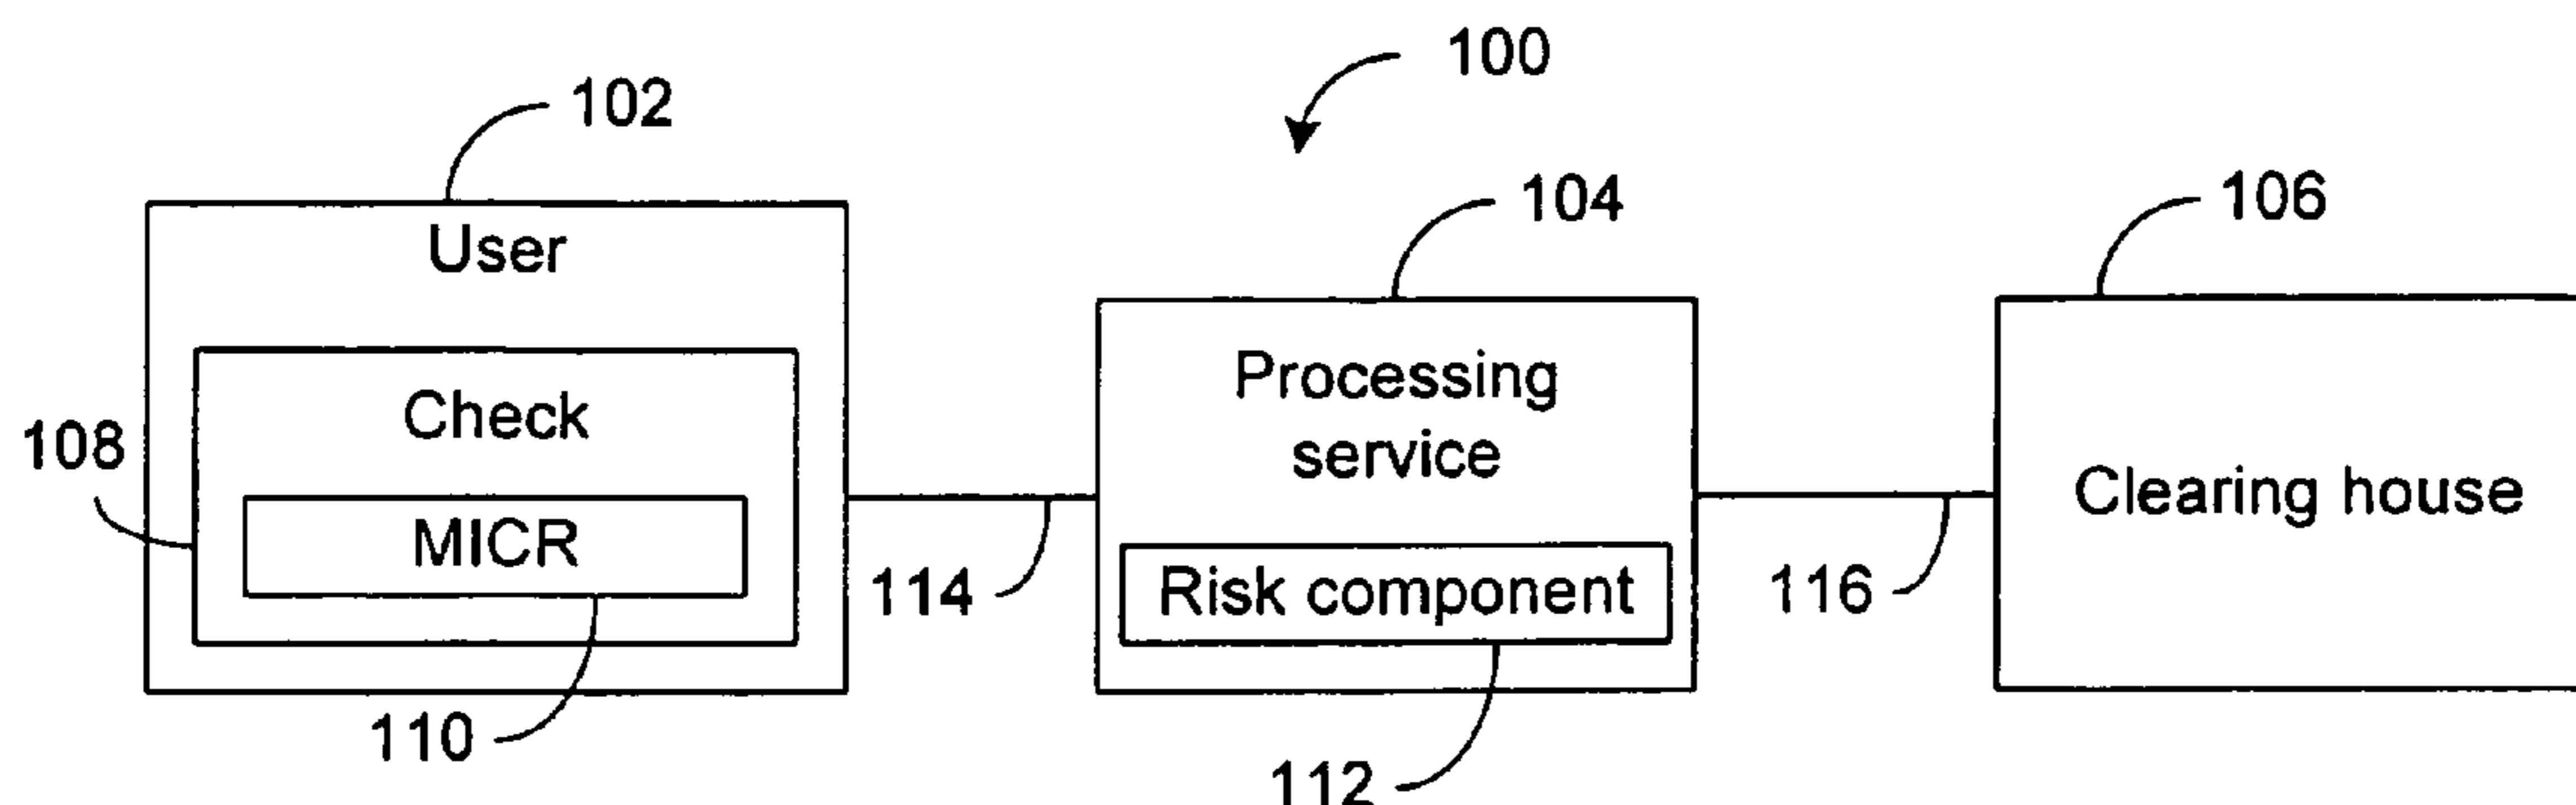 100
102
104
106
User
Check
108
MICR
110
114
Processing
service
Risk component
112
116
Clearing house